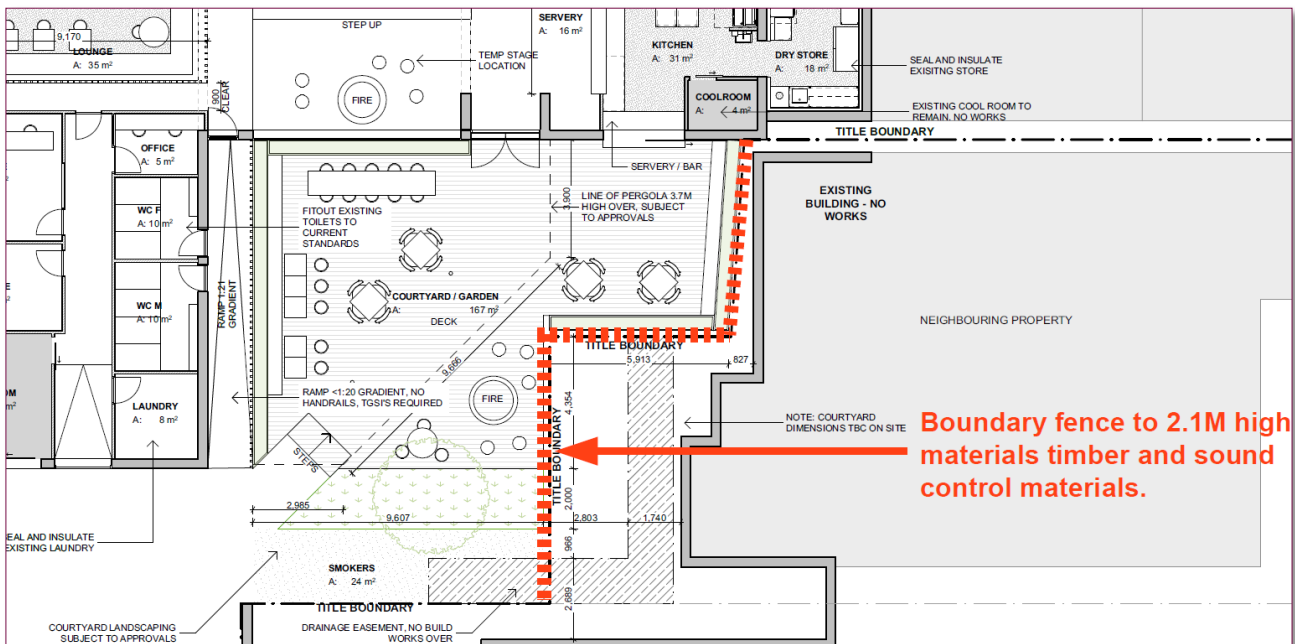 STEP UP
SERVERY
A: 16 m²
9,170
LOUNGE
A: 35 m²
TEMP STAGE
LOCATION
KITCHEN
A: 31 m²
DRY STORE
A: 18 m²
SEAL AND INSULATE
EXISITNG STORE
900
CLEAR
FIRE
COOLROOM
A: 4 m²
EXISTING COOL ROOM TO
REMAIN. NO WORKS
TITLE BOUNDARY
OFFICE
A: 5 m²
SERVERY / BAR
WC F
A: 10 m²
FITOUT EXISTING
TOILETS TO
CURRENT
STANDARDS
3,900
LINE OF PERGOLA 3.7M
HIGH OVER, SUBJECT
TO APPROVALS
EXISTING
BUILDING - NO
WORKS
RAMP 1:21
GRADIENT
WC M
A: 10 m²
COURTYARD / GARDEN
A: 167 m²
DECK
NEIGHBOURING PROPERTY
TITLE BOUNDARY
5,913
827
9,666
RAMP <1:20 GRADIENT, NO
HANDRAILS, TGSI'S REQUIRED
FIRE
4,354
LAUNDRY
A: 8 m²
NOTE: COURTYARD
DIMENSIONS TBC ON SITE
Boundary fence to 2.1M high
materials timber and sound
control materials.
STEPS
TITLE BOUNDARY
2,000
2,985
9,607
2,803
1,740
SEAL AND INSULATE
EXISTING LAUNDRY
966
SMOKERS
A: 24 m²
2,689
TITLE BOUNDARY
COURTYARD LANDSCAPING
SUBJECT TO APPROVALS
DRAINAGE EASEMENT, NO BUILD
WORKS OVER